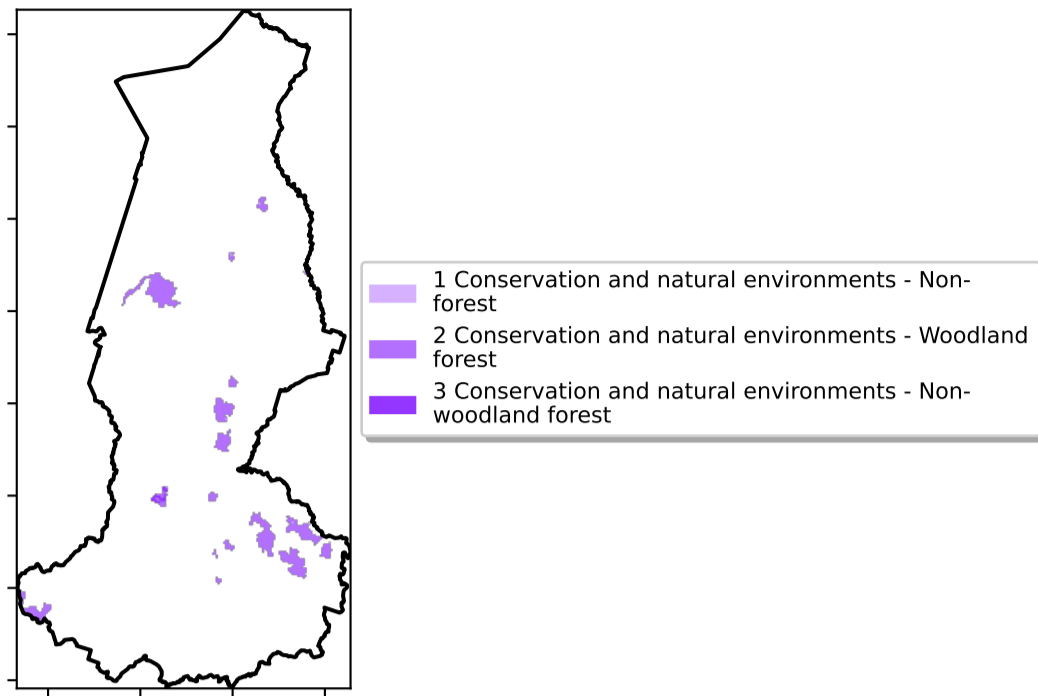 1 Conservation and natural environments - Non-
forest
2 Conservation and natural environments - Woodland
forest
3 Conservation and natural environments - Non-
woodland forest